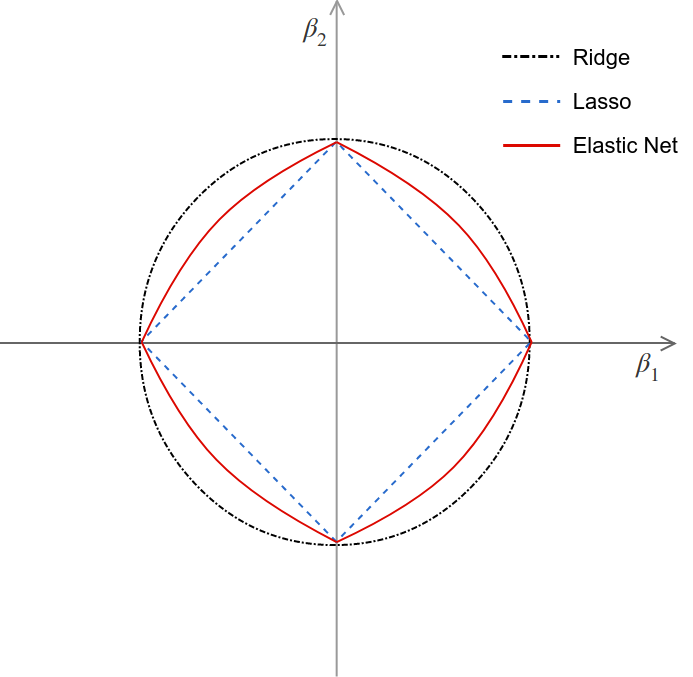 β₂
Ridge
Lasso
Elastic Net
β₁